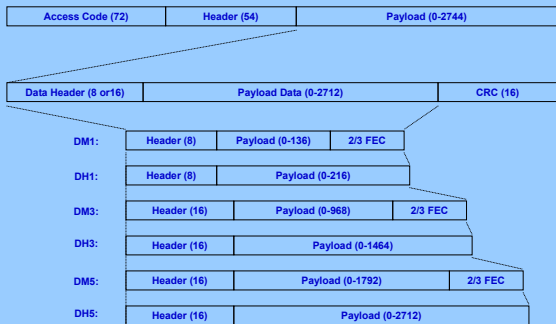 Access Code (72) Header (54) Payload (0-2744)
Data Header (8 or16) Payload Data (0-2712) CRC (16)
DM1: Header (8) Payload (0-136) 2/3 FEC
DH1: Header (8) Payload (0-216)
DM3: Header (16) Payload (0-968) 2/3 FEC
DH3: Header (16) Payload (0-1464)
DM5: Header (16) Payload (0-1792) 2/3 FEC
DH5: Header (16) Payload (0-2712)